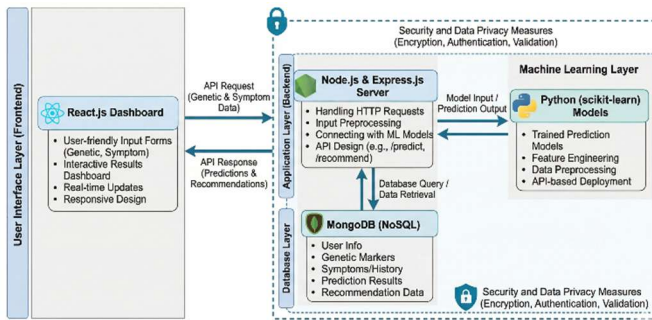 User Interface Layer (Frontend)
React.js Dashboard
• User-friendly Input Forms
(Genetic, Symptom)
• Interactive Results
Dashboard
• Real-time Updates
• Responsive Design
API Request
(Genetic & Symptom
Data)
API Response
(Predictions &
Recommendations)
Security and Data Privacy Measures
(Encryption, Authentication, Validation)
Application Layer (Backend)
Node.js & Express.js
Server
• Handling HTTP Requests
• Input Preprocessing
• Connecting with ML Models
• API Design (e.g., /predict,
/recommend)
Model Input /
Prediction Output
Machine Learning Layer
Python (scikit-learn)
Models
• Trained Prediction
Models
• Feature Engineering
• Data Preprocessing
• API-based Deployment
Database Query /
Data Retrieval
Database Layer
MongoDB (NoSQL)
• User Info
• Genetic Markers
• Symptoms/History
• Prediction Results
• Recommendation Data
Security and Data Privacy Measures
(Encryption, Authentication, Validation)